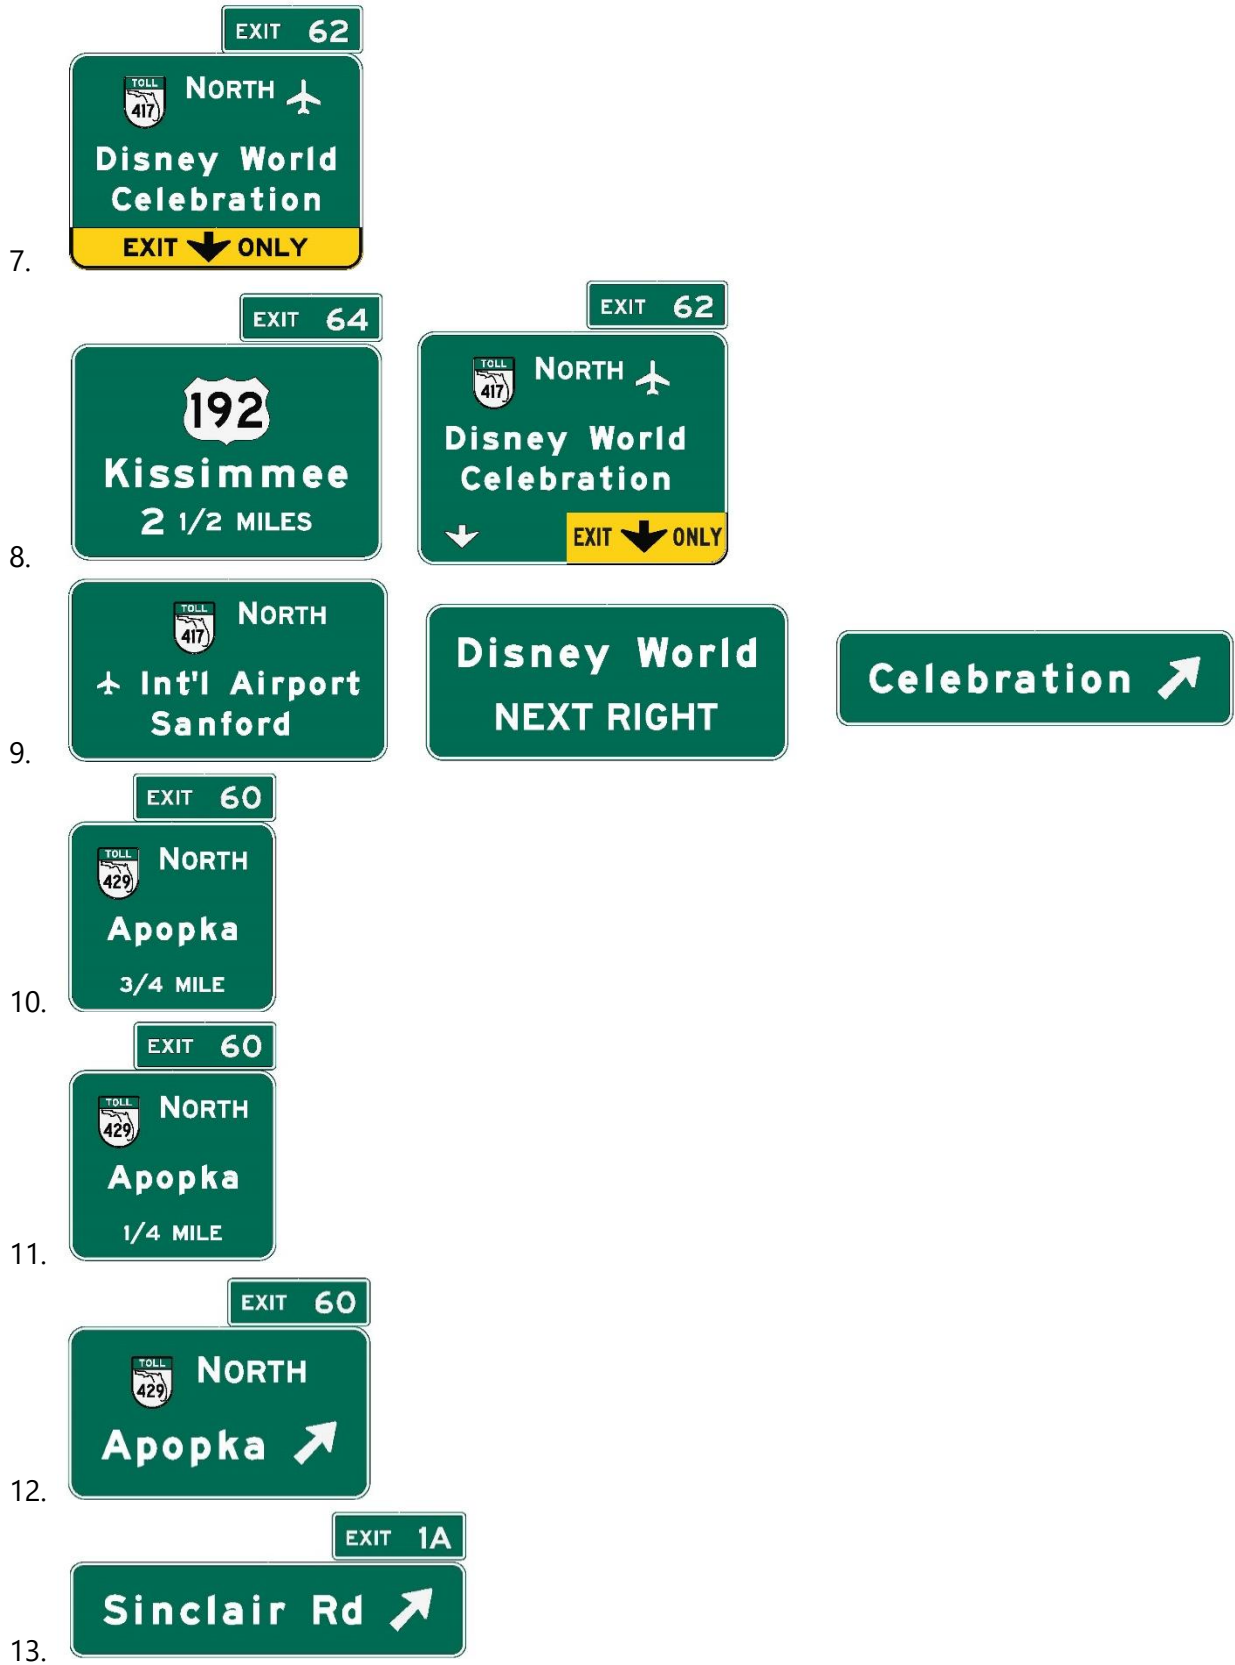 EXIT 62
TOLL 417 NORTH
Disney World
Celebration
EXIT ONLY
7.
EXIT 64
192
Kissimmee
2 1/2 MILES
EXIT 62
TOLL 417 NORTH
Disney World
Celebration
EXIT ONLY
8.
TOLL 417 NORTH
Int'l Airport
Sanford
Disney World
NEXT RIGHT
Celebration
9.
EXIT 60
TOLL 429 NORTH
Apopka
3/4 MILE
10.
EXIT 60
TOLL 429 NORTH
Apopka
1/4 MILE
11.
EXIT 60
TOLL 429 NORTH
Apopka
12.
EXIT 1A
Sinclair Rd
13.